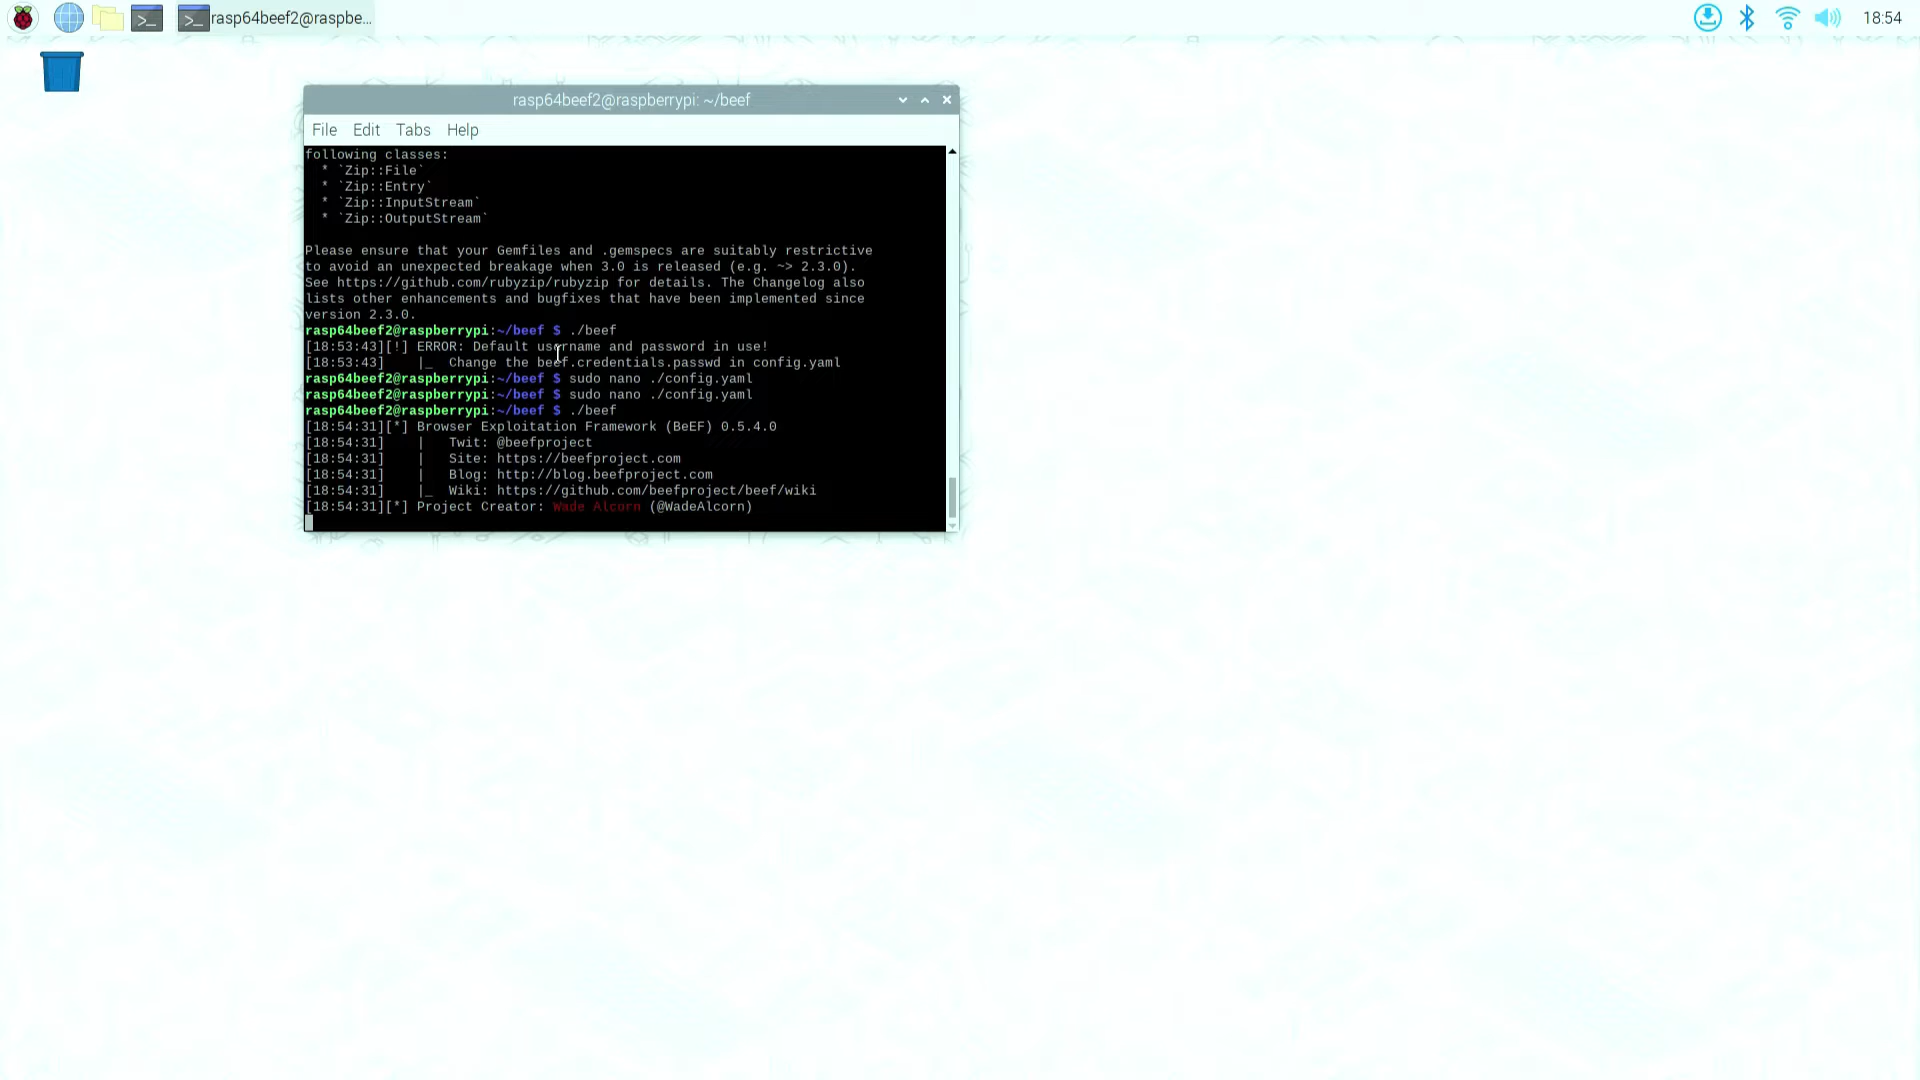 rasp64beef2@raspbe...
18:54
rasp64beef2@raspberrypi: ~/beef
File Edit Tabs Help
following classes:
* `Zip::File`
* `Zip::Entry`
* `Zip::InputStream`
* `Zip::OutputStream`
Please ensure that your Gemfiles and .gemspecs are suitably restrictive
to avoid an unexpected breakage when 3.0 is released (e.g. ~> 2.3.0).
See https://github.com/rubyzip/rubyzip for details. The Changelog also
lists other enhancements and bugfixes that have been implemented since
version 2.3.0.
rasp64beef2@raspberrypi:~/beef $ ./beef
[18:53:43][!] ERROR: Default username and password in use!
[18:53:43]    |_  Change the beef.credentials.passwd in config.yaml
rasp64beef2@raspberrypi:~/beef $ sudo nano ./config.yaml
rasp64beef2@raspberrypi:~/beef $ sudo nano ./config.yaml
rasp64beef2@raspberrypi:~/beef $ ./beef
[18:54:31][*] Browser Exploitation Framework (BeEF) 0.5.4.0
[18:54:31]    |   Twit: @beefproject
[18:54:31]    |   Site: https://beefproject.com
[18:54:31]    |   Blog: http://blog.beefproject.com
[18:54:31]    |_  Wiki: https://github.com/beefproject/beef/wiki
[18:54:31][*] Project Creator: Wade Alcorn (@WadeAlcorn)